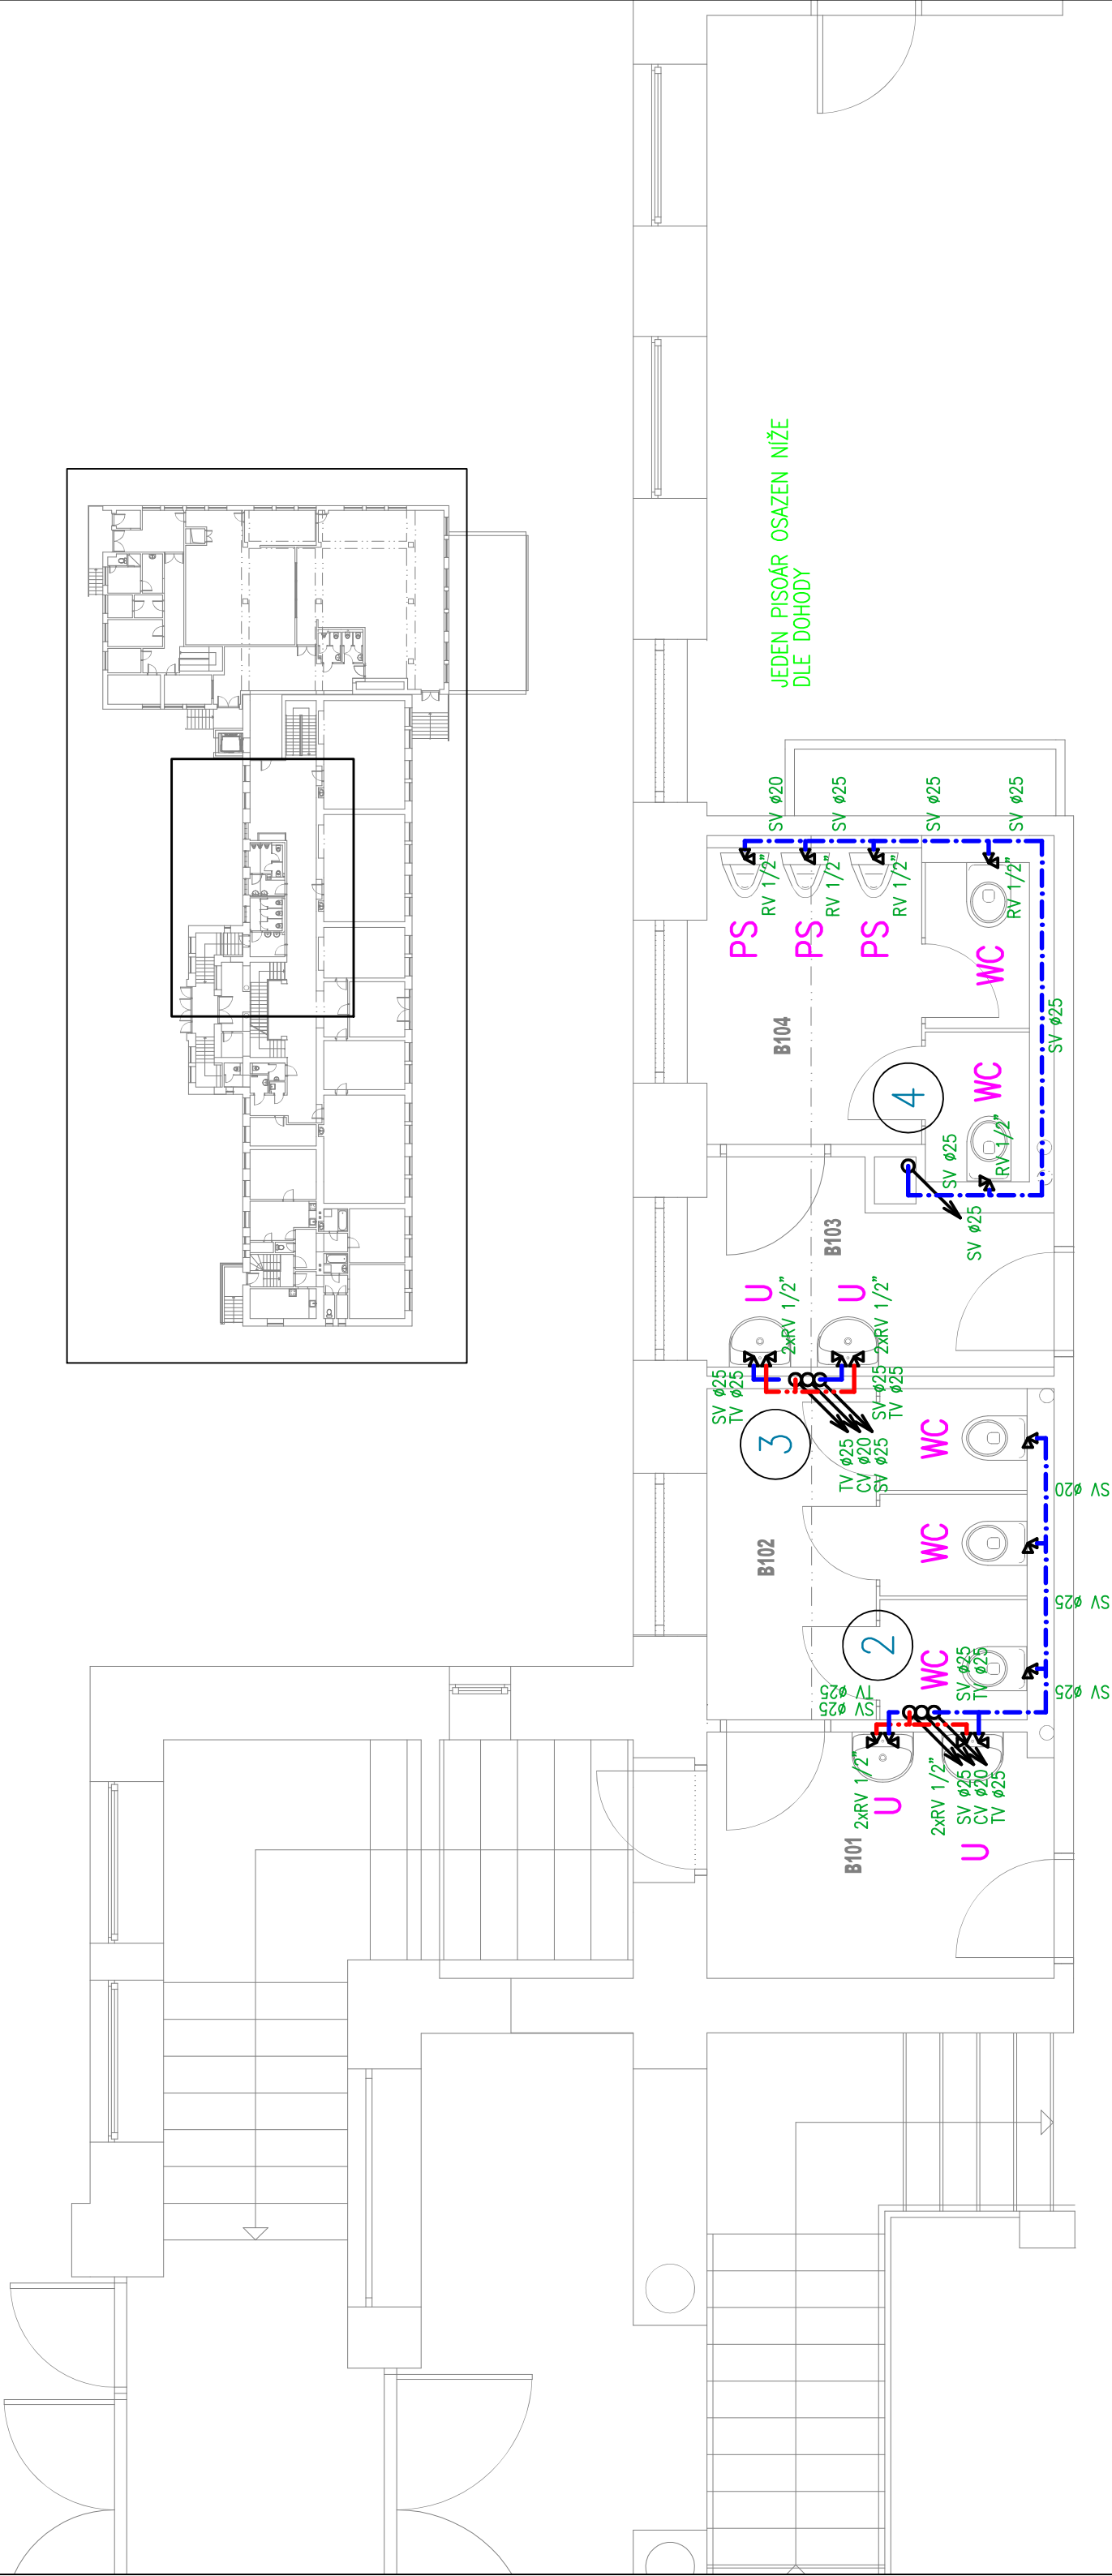 JEDEN PISOÁR OSAZEN NÍŽE
DLE DOHODY
SV ø20
SV ø25
SV ø25
SV ø25
RV 1/2"
RV 1/2"
RV 1/2"
RV 1/2"
PS
PS
PS
WC
B104
SV ø25
WC
4
SV ø25
RV 1/2"
SV ø25
B103
U
U
2xRV 1/2"
2xRV 1/2"
SV ø25
TV ø25
SV ø25
TV ø25
3
TV ø25
CV ø20
SV ø25
WC
SV ø20
B102
WC
SV ø25
2
WC
SV ø25
TV ø25
SV ø25
TV ø25
SV ø25
2xRV 1/2"
2xRV 1/2"
SV ø25
CV ø20
TV ø25
U
U
B101